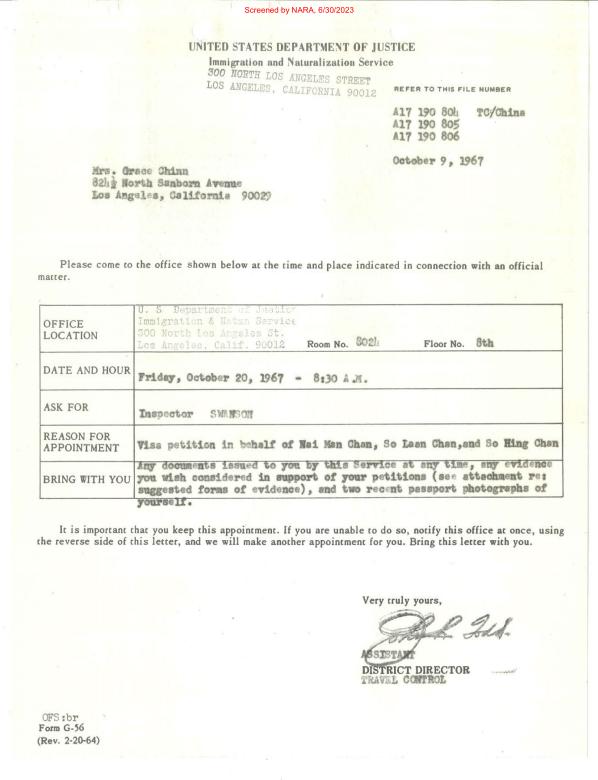 Screened by NARA, 6/30/2023
UNITED STATES DEPARTMENT OF JUSTICE
Immigration and Naturalization Service
300 NORTH LOS ANGELES STREET
LOS ANGELES, CALIFORNIA 90012
REFER TO THIS FILE NUMBER
A17 190 804 TC/China
A17 190 805
A17 190 806
October 9, 1967
Mrs. Grace Chinn
824½ North Sanborn Avenue
Los Angeles, California 90029
Please come to the office shown below at the time and place indicated in connection with an official
matter.
OFFICE LOCATION
U. S. Department of Justice
Immigration & Natzn Service
300 North Los Angeles St.
Los Angeles, Calif. 90012 Room No. 8024 Floor No. 8th
DATE AND HOUR Friday, October 20, 1967 - 8:30 A.M.
ASK FOR Inspector SWANSON
REASON FOR
APPOINTMENT Visa petition in behalf of Nai Man Chan, So Laan Chan,and So Hing Chan
BRING WITH YOU
Any documents issued to you by this Service at any time, any evidence
you wish considered in support of your petitions (see attachment re:
suggested forms of evidence), and two recent passport photographs of
yourself.
It is important that you keep this appointment. If you are unable to do so, notify this office at once, using
the reverse side of this letter, and we will make another appointment for you. Bring this letter with you.
Very truly yours,
ASSISTANT
DISTRICT DIRECTOR
TRAVEL CONTROL
OFS:br
Form G-56
(Rev. 2-20-64)